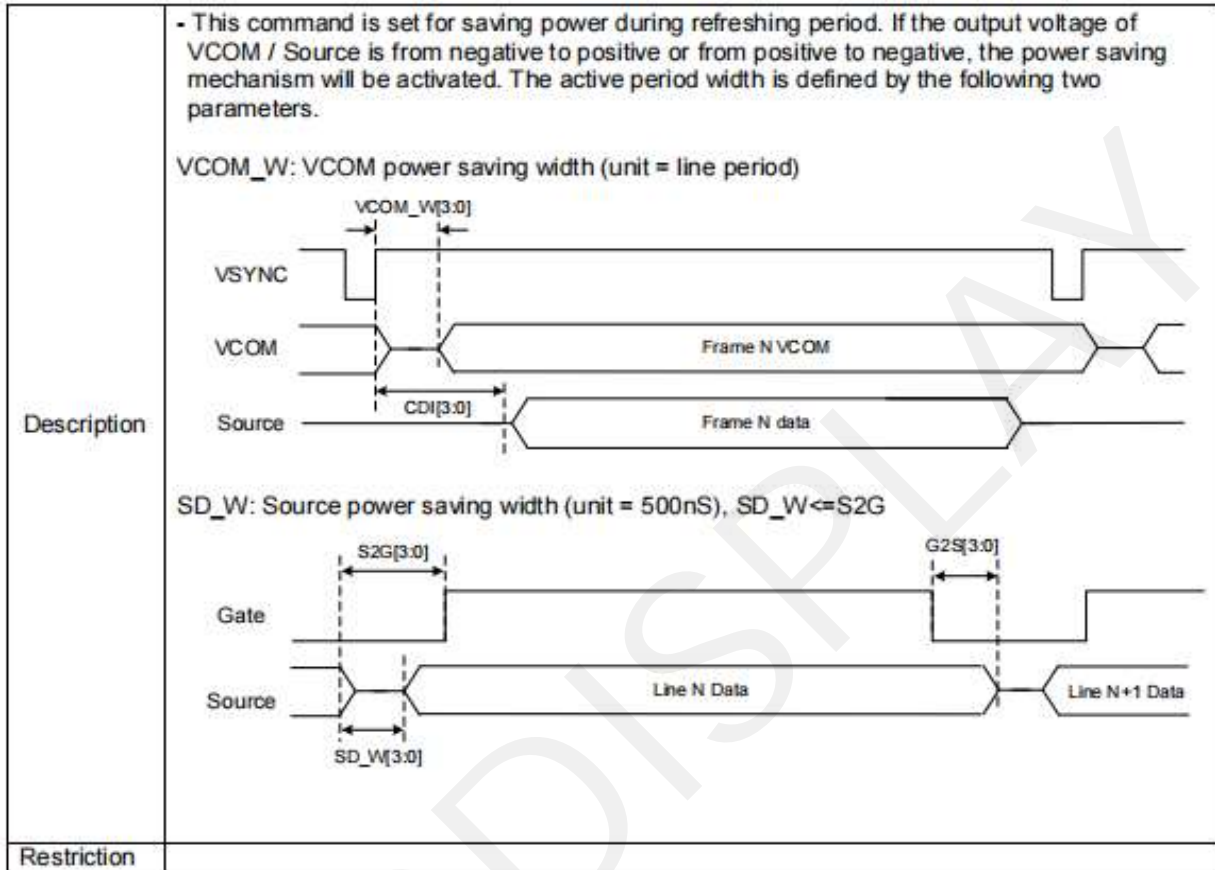 - This command is set for saving power during refreshing period. If the output voltage of
VCOM / Source is from negative to positive or from positive to negative, the power saving
mechanism will be activated. The active period width is defined by the following two
parameters.
VCOM_W: VCOM power saving width (unit = line period)
VCOM_W[3:0]
VSYNC
VCOM
Frame N VCOM
CDI[3:0]
Description
Source
Frame N data
SD_W: Source power saving width (unit = 500nS), SD_W<=S2G
S2G[3:0]
G2S[3:0]
Gate
Source
Line N Data
Line N+1 Data
SD_W[3:0]
Restriction
DISPLAY